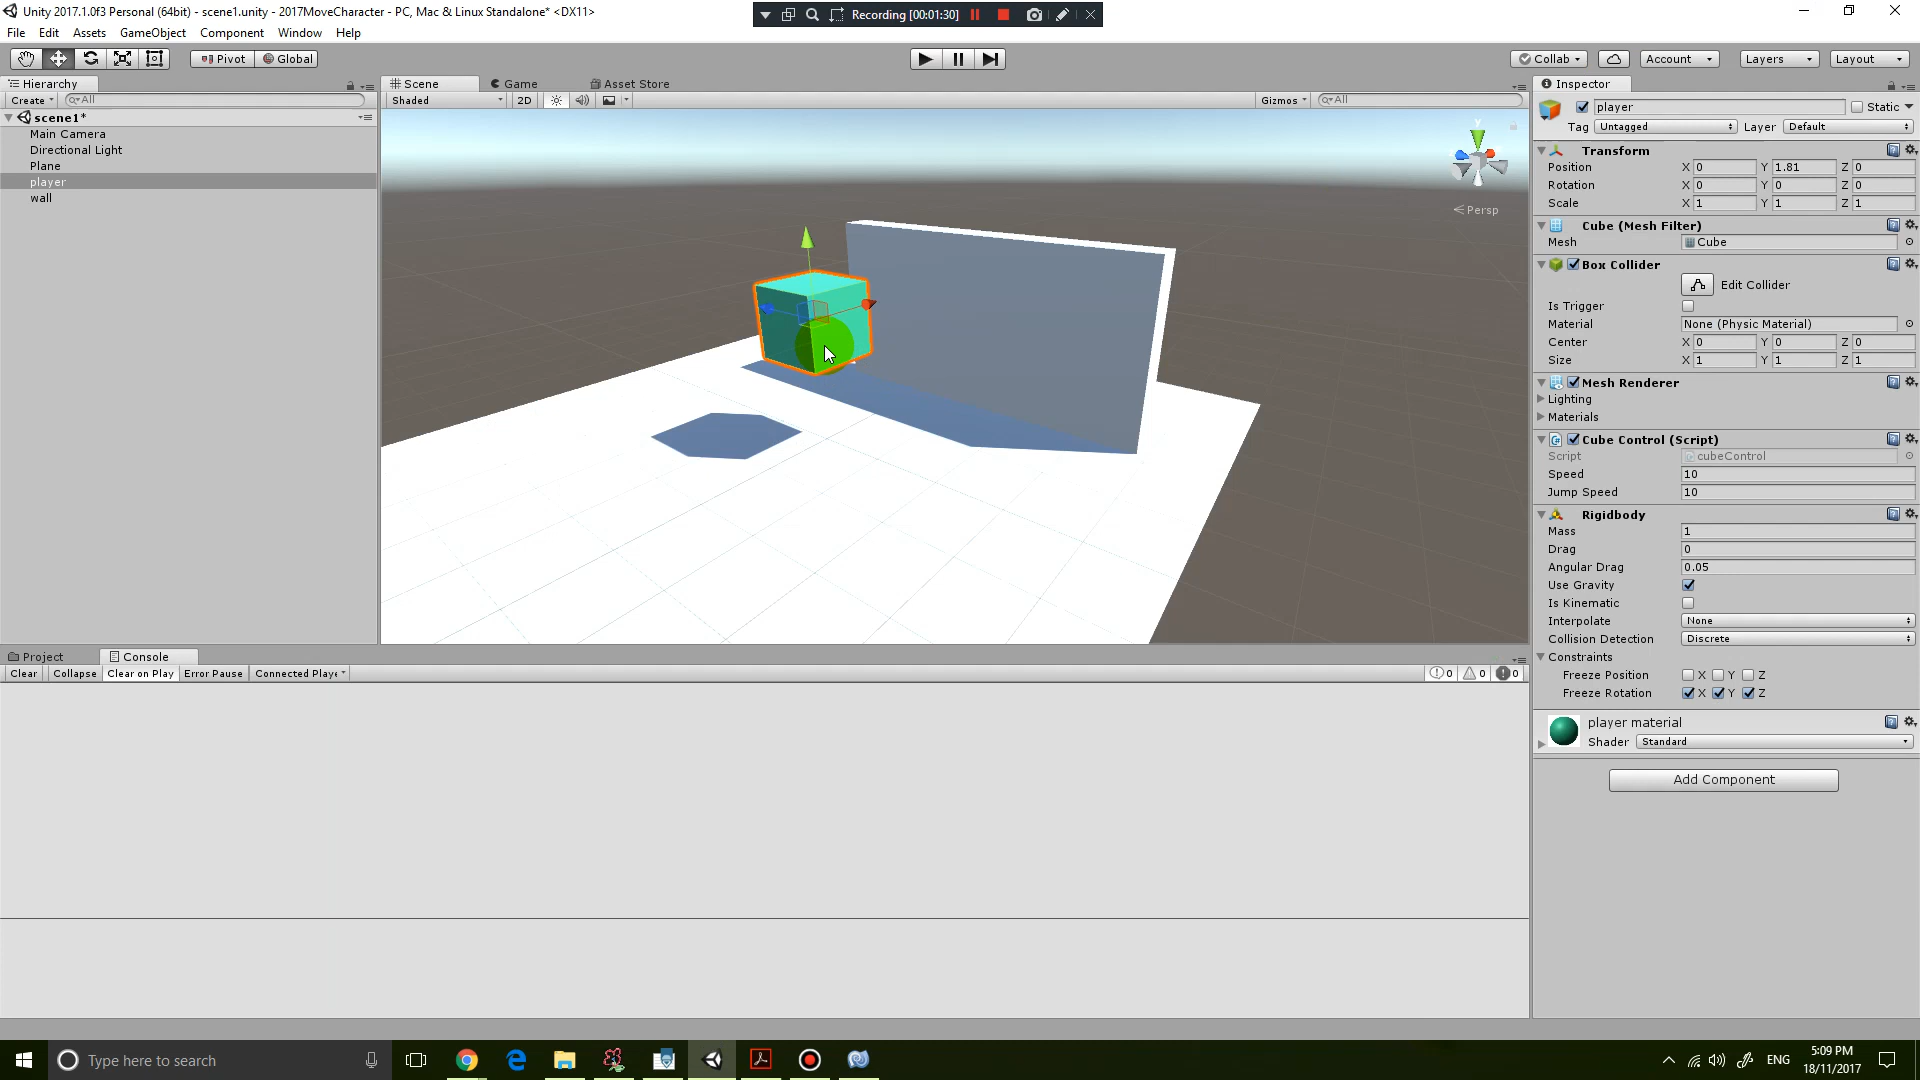 Unity 2017.1.0f3 Personal (64bit) - scene1.unity - 2017MoveCharacter - PC, Mac & Linux Standalone* <DX11>
Recording [00:01:30]
File Edit Assets GameObject Component Window Help
Pivot Global
Collab Account Layers Layout
Hierarchy
Create All
scene1*
Main Camera
Directional Light
Plane
player
wall
Scene Game Asset Store
Shaded 2D Gizmos All
y
Persp
Inspector
player Static
Tag Untagged Layer Default
Transform
Position X 0 Y 1.81 Z 0
Rotation X 0 Y 0 Z 0
Scale X 1 Y 1 Z 1
Cube (Mesh Filter)
Mesh Cube
Box Collider
Edit Collider
Is Trigger
Material None (Physic Material)
Center X 0 Y 0 Z 0
Size X 1 Y 1 Z 1
Mesh Renderer
Lighting
Materials
Cube Control (Script)
Script cubeControl
Speed 10
Jump Speed 10
Rigidbody
Mass 1
Drag 0
Angular Drag 0.05
Use Gravity
Is Kinematic
Interpolate None
Collision Detection Discrete
Constraints
Freeze Position X Y Z
Freeze Rotation X Y Z
player material
Shader Standard
Add Component
Project Console
Clear Collapse Clear on Play Error Pause Connected Playe
0 0 0
Type here to search
ENG
5:09 PM
18/11/2017